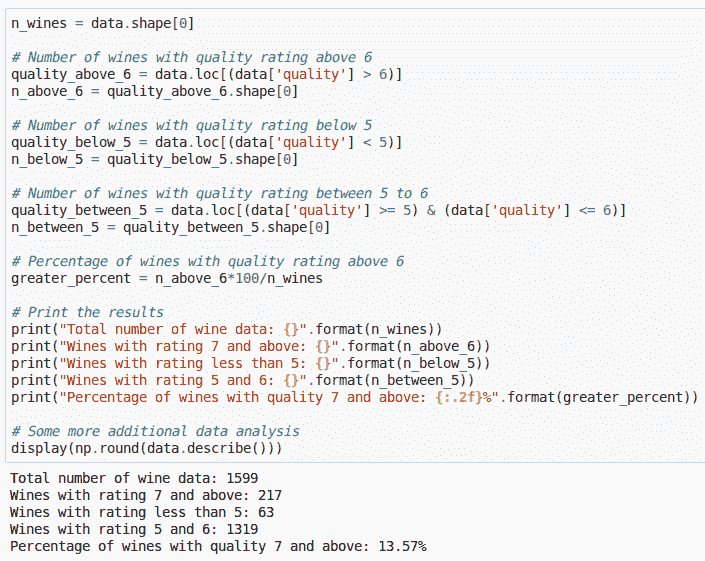 n_wines = data.shape[0]
# Number of wines with quality rating above 6
quality_above_6 = data.loc[(data['quality'] > 6)]
n_above_6 = quality_above_6.shape[0]
# Number of wines with quality rating below 5
quality_below_5 = data.loc[(data['quality'] < 5)]
n_below_5 = quality_below_5.shape[0]
# Number of wines with quality rating between 5 to 6
quality_between_5 = data.loc[(data['quality'] >= 5) & (data['quality'] <= 6)]
n_between_5 = quality_between_5.shape[0]
# Percentage of wines with quality rating above 6
greater_percent = n_above_6*100/n_wines
# Print the results
print("Total number of wine data: {}".format(n_wines))
print("Wines with rating 7 and above: {}".format(n_above_6))
print("Wines with rating less than 5: {}".format(n_below_5))
print("Wines with rating 5 and 6: {}".format(n_between_5))
print("Percentage of wines with quality 7 and above: {:.2f}%".format(greater_percent))
# Some more additional data analysis
display(np.round(data.describe()))
Total number of wine data: 1599
Wines with rating 7 and above: 217
Wines with rating less than 5: 63
Wines with rating 5 and 6: 1319
Percentage of wines with quality 7 and above: 13.57%